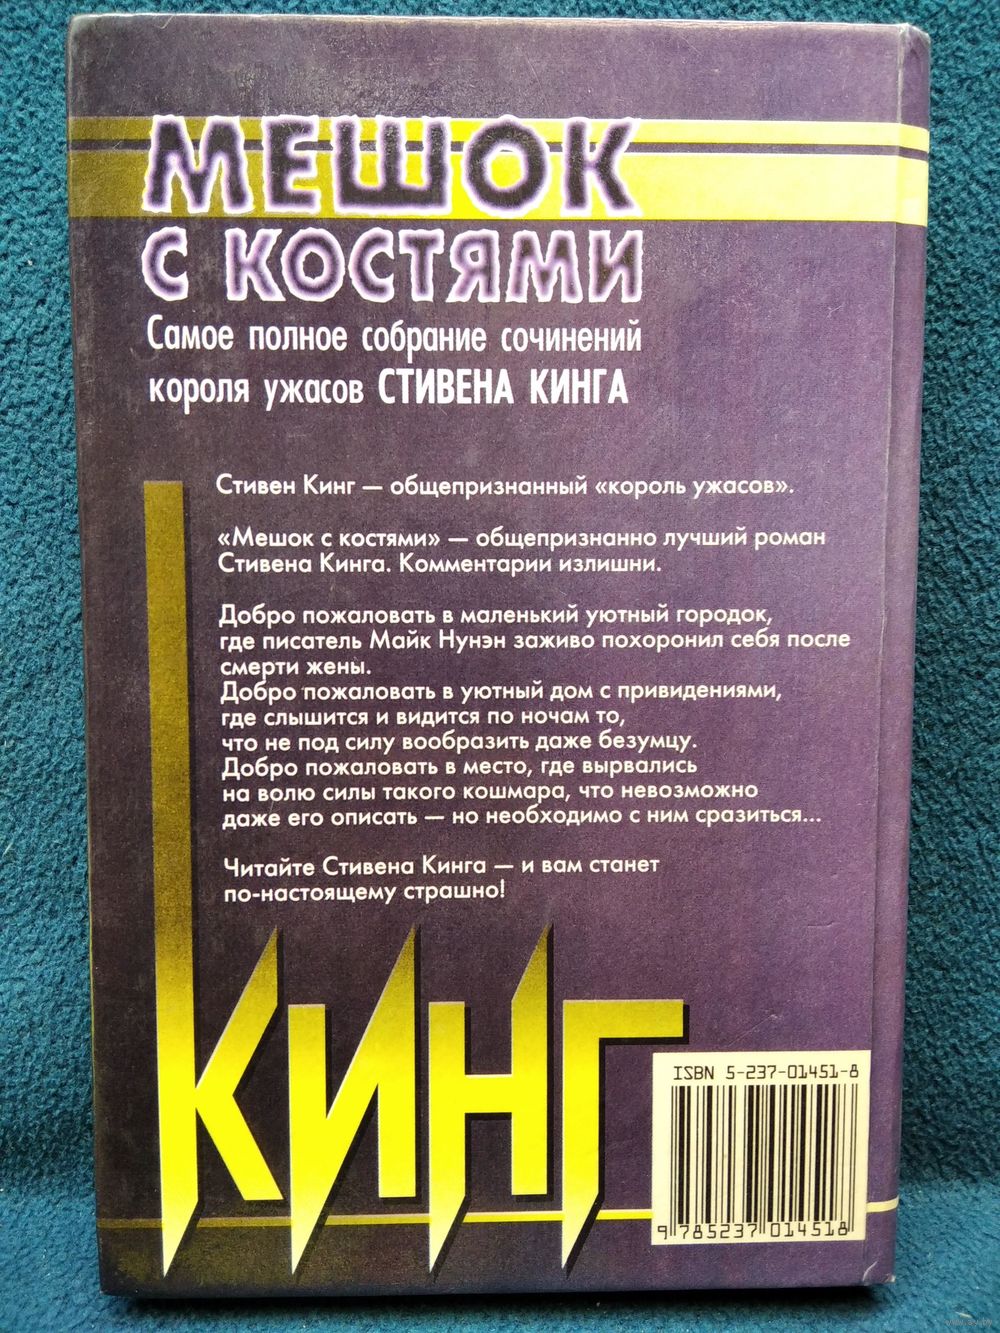 МЕШОК
С КОСТЯМИ
Самое полное собрание сочинений
короля ужасов СТИВЕНА КИНГА
Стивен Кинг — общепризнанный «король ужасов».
«Мешок с костями» — общепризнанно лучший роман
Стивена Кинга. Комментарии излишни.
Добро пожаловать в маленький уютный городок,
где писатель Майк Нунэн заживо похоронил себя после
смерти жены.
Добро пожаловать в уютный дом с привидениями,
где слышится и видится по ночам то,
что не под силу вообразить даже безумцу.
Добро пожаловать в место, где вырвались
на волю силы такого кошмара, что невозможно
даже его описать — но необходимо с ним сразиться...
Читайте Стивена Кинга — и вам станет
по-настоящему страшно!
КИНГ
ISBN 5-237-01451-8
9 785237 014518